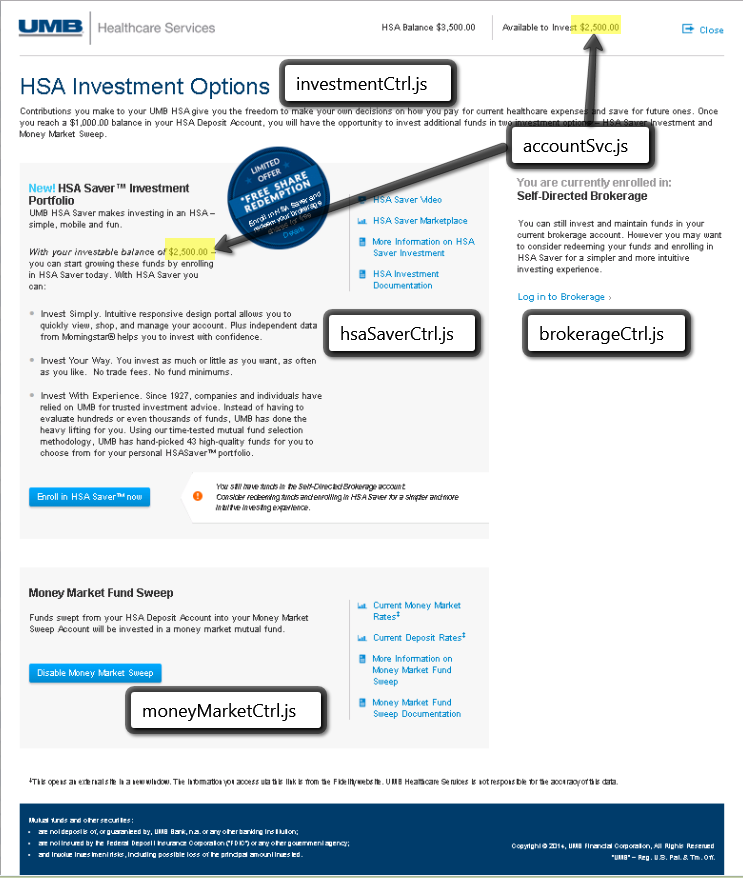 UMB Healthcare Services
HSA Balance $3,500.00
Available to Invest $2,500.00
Close
HSA Investment Options
investmentCtrl.js
Contributions you make to your UMB HSA give you the freedom to make your own decisions on how you pay for current healthcare expenses and save for future ones. Once
you reach a $1,000.00 balance in your HSA Deposit Account, you will have the opportunity to invest additional funds in two investment options – HSA Saver Investment and
Money Market Sweep.
accountSvc.js
New! HSA Saver™ Investment
Portfolio
UMB HSA Saver makes investing in an HSA –
simple, mobile and fun.
With your investable balance of $2,500.00 –
you can start growing these funds by enrolling
in HSA Saver today. With HSA Saver you
can:
LIMITED
OFFER
*FREE SHARE
REDEMPTION
Enroll in HSA Saver and
redeem your brokerage
shares for free
Details
HSA Saver Video
HSA Saver Marketplace
More Information on HSA
Saver Investment
HSA Investment
Documentation
You are currently enrolled in:
Self-Directed Brokerage
You can still invest and maintain funds in your
current brokerage account. However you may want
to consider redeeming your funds and enrolling in
HSA Saver for a simpler and more intuitive
investing experience.
Log in to Brokerage ›
hsaSaverCtrl.js
brokerageCtrl.js
Invest Simply. Intuitive responsive design portal allows you to
quickly view, shop, and manage your account. Plus independent data
from Morningstar® helps you to invest with confidence.
Invest Your Way. You invest as much or little as you want, as often
as you like. No trade fees. No fund minimums.
Invest With Experience. Since 1927, companies and individuals have
relied on UMB for trusted investment advice. Instead of having to
evaluate hundreds or even thousands of funds, UMB has done the
heavy lifting for you. Using our time-tested mutual fund selection
methodology, UMB has hand-picked 43 high-quality funds for you to
choose from for your personal HSASaver™ portfolio.
Enroll in HSA Saver™ now
You still have funds in the Self-Directed Brokerage account.
Consider redeeming funds and enrolling in HSA Saver for a simpler and more
intuitive investing experience.
Money Market Fund Sweep
Funds swept from your HSA Deposit Account into your Money Market
Sweep Account will be invested in a money market mutual fund.
Disable Money Market Sweep
Current Money Market
Rates‡
Current Deposit Rates‡
More Information on
Money Market Fund
Sweep
Money Market Fund
Sweep Documentation
moneyMarketCtrl.js
‡This opens an external site in a new window. The information you access via this link is from the Fidelity website. UMB Healthcare Services is not responsible for the accuracy of this data.
Mutual funds and other securities:
• are not deposits of, or guaranteed by, UMB Bank, n.a. or any other banking institution;
• are not insured by the Federal Deposit Insurance Corporation ("FDIC") or any other government agency;
• and involve investment risks, including possible loss of the principal amount invested.
Copyright © 2014, UMB Financial Corporation, All Rights Reserved
"UMB" – Reg. U.S. Pat. & Tm. Off.